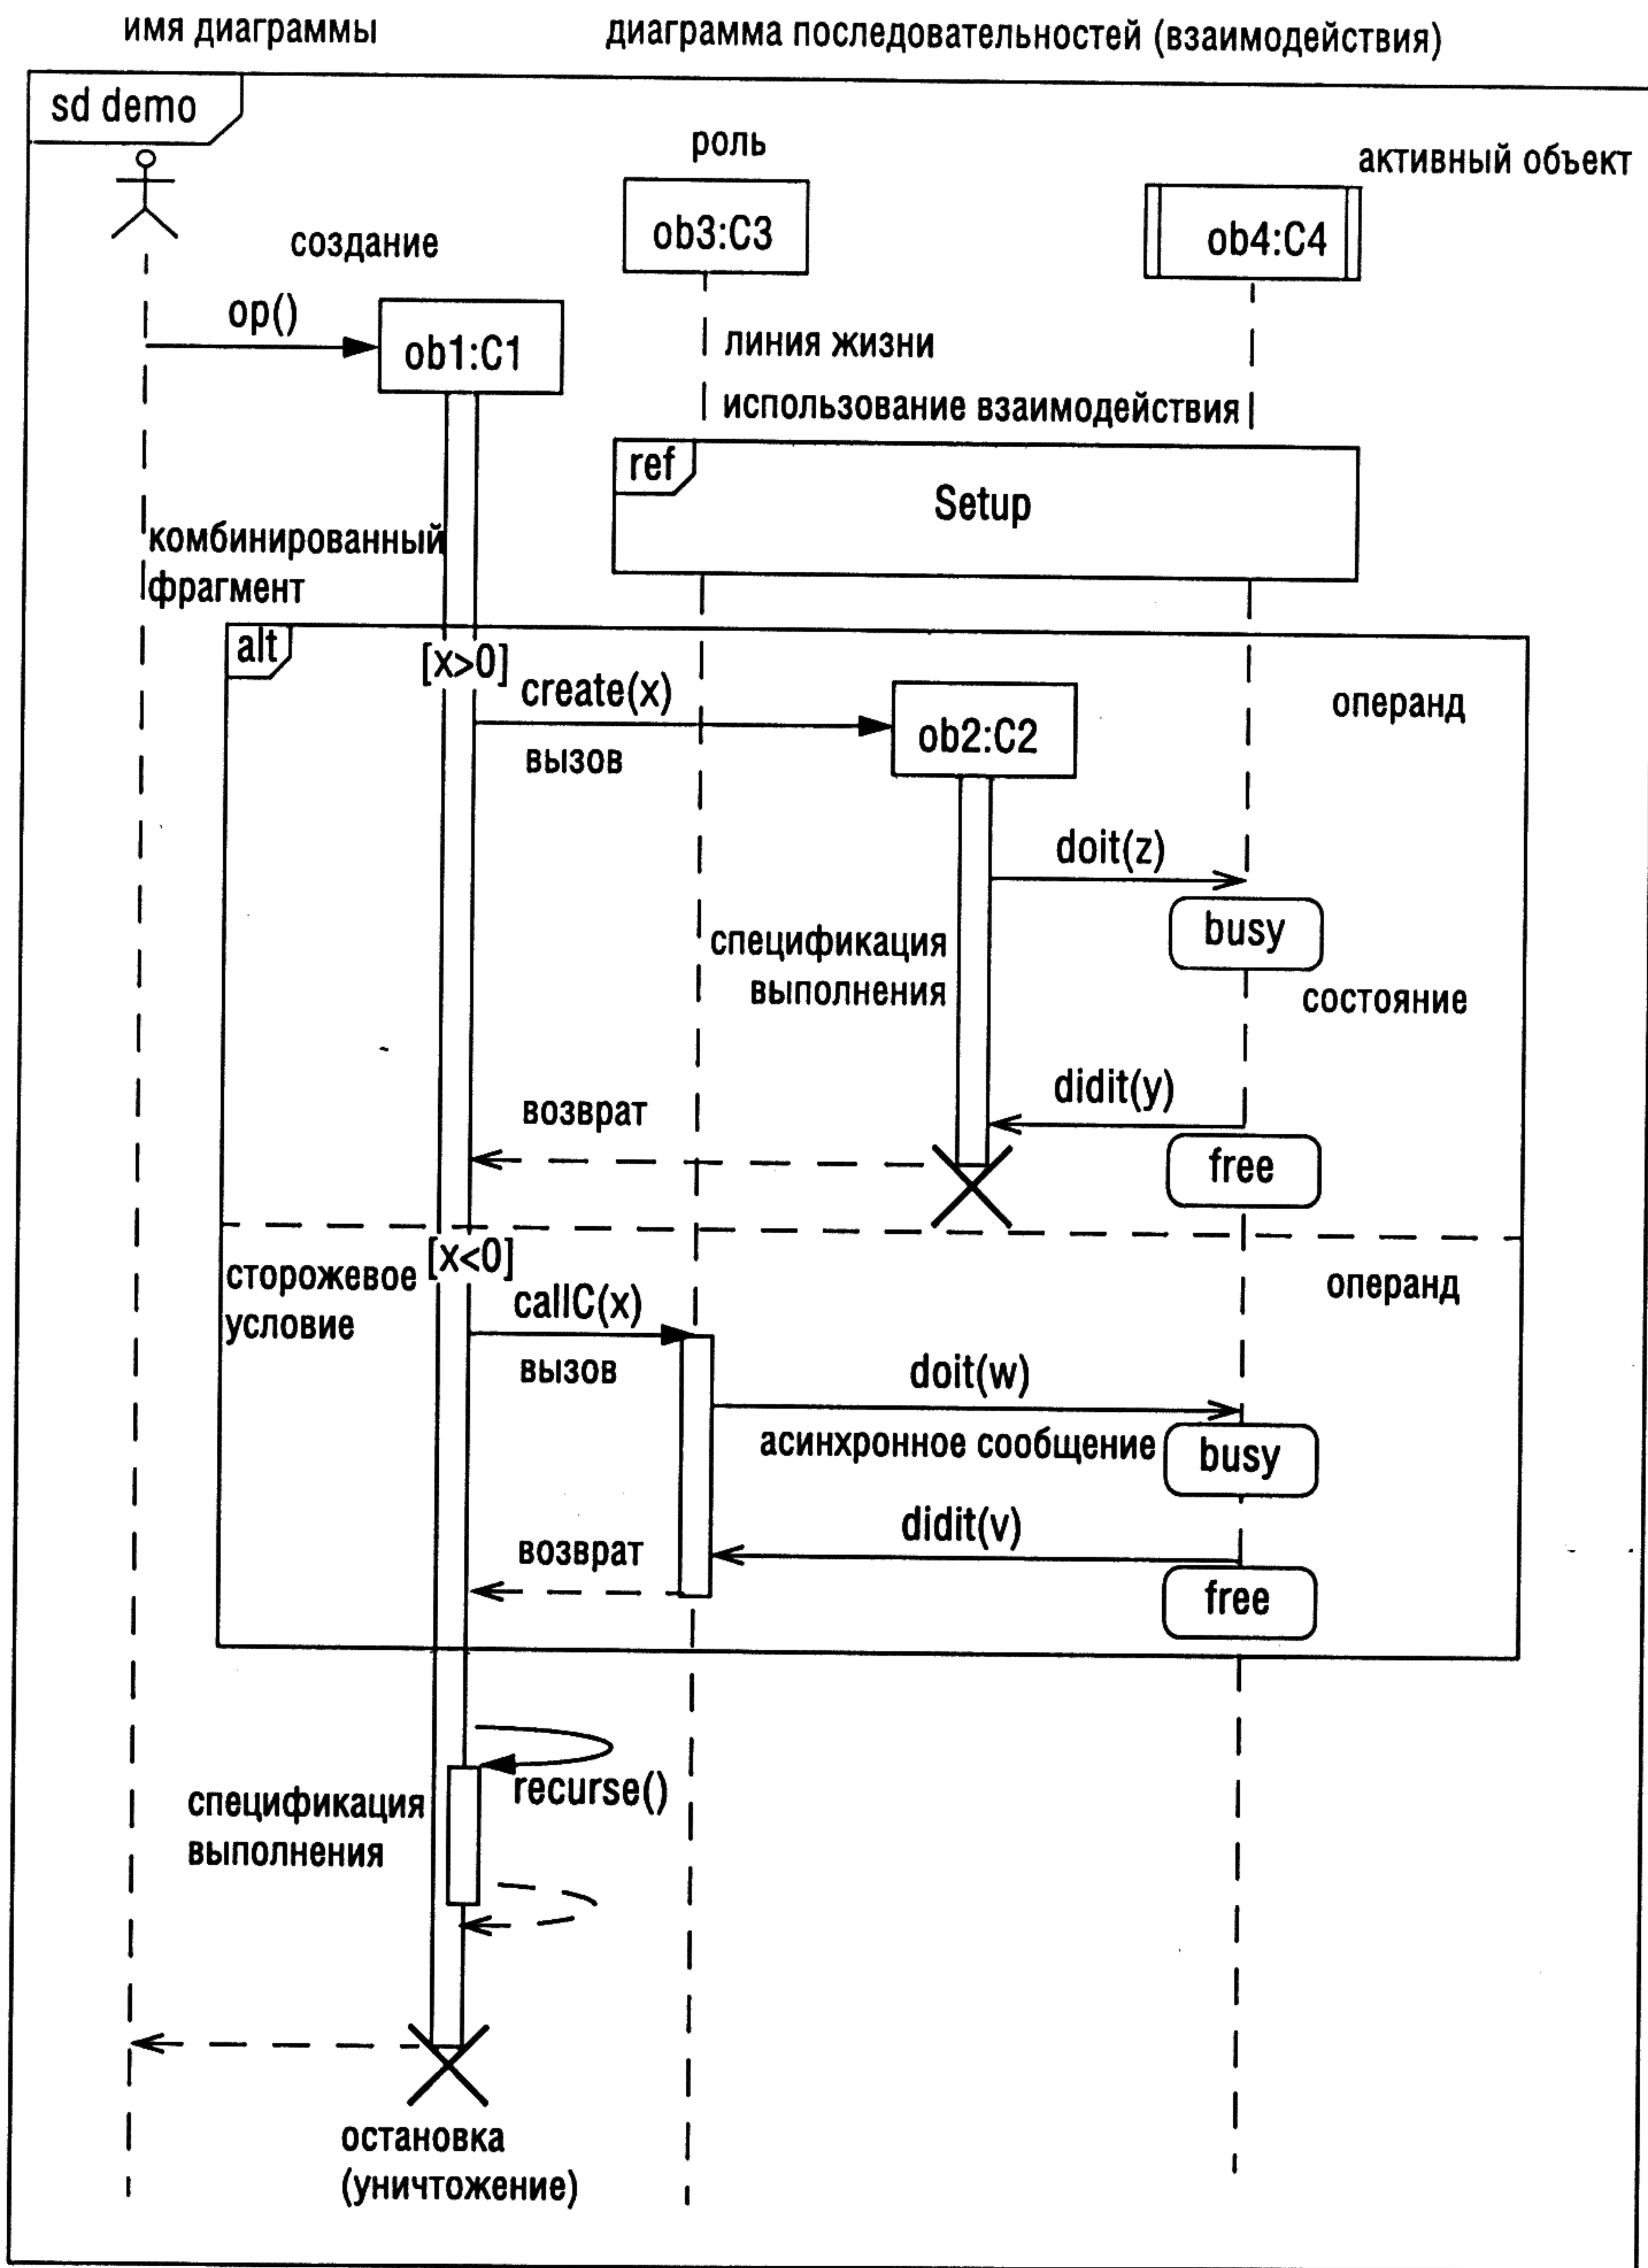 имя диаграммы
диаграмма последовательностей (взаимодействия)
sd demo
роль
активный объект
ob3:C3
ob4:C4
создание
op()
ob1:C1
линия жизни
использование взаимодействия
ref
Setup
комбинированный
фрагмент
alt
[x>0]
create(x)
операнд
ob2:C2
вызов
doit(z)
busy
спецификация
выполнения
состояние
didit(y)
возврат
free
[x<0]
сторожевое
условие
операнд
callC(x)
вызов
doit(w)
асинхронное сообщение
busy
didit(v)
возврат
free
recurse()
спецификация
выполнения
остановка
(уничтожение)